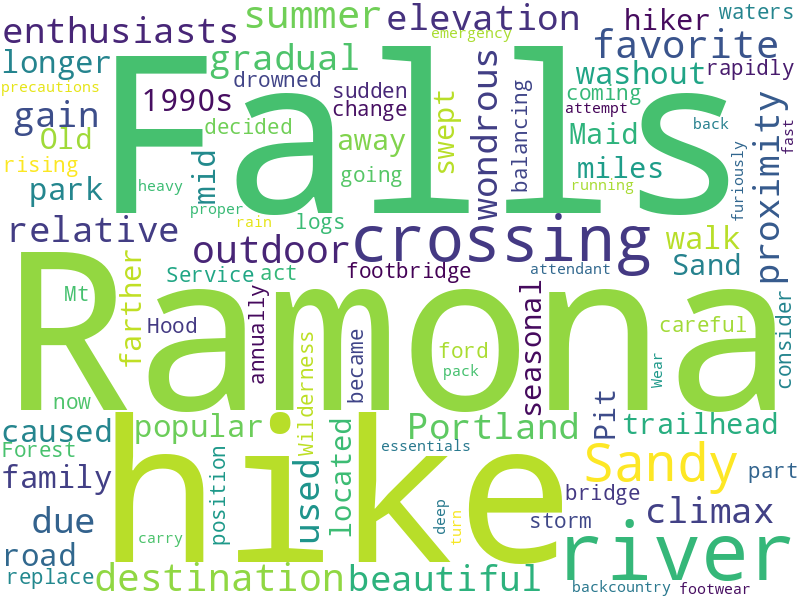 summer
elevation
hiker
waters
enthusiasts
emergency
favorite
longer
gradual
washout
rapidly
precautions
drowned
sudden
coming
1990s
change
attempt
gain
Falls
swept
wondrous
balancing
Old
decided
away
Maid
back
fast
rising
mid
going
miles
proximity
furiously
park
heavy
running
proper
rain
logs
relative
outdoor
crossing
walk
farther
Service
act
footbridge
attendant
Sand
Mt
Hood
annually
Ramona
seasonal
careful
consider
ford
became
pack
Wear
now
Wilderness
Pit
caused
popular
Portland
trailhead
Forest
hike
essentials
family
position
used
located
Sandy
part
deep
turn
bridge
due
storm
climax
road
carry
river
replace
destination
beautiful
backcountry
footwear